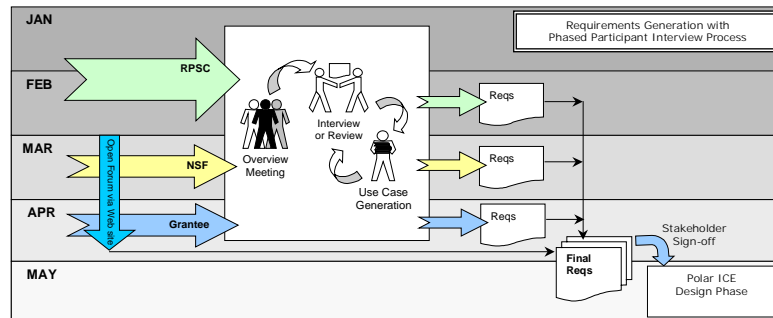 JAN
Requirements Generation with
Phased Participant Interview Process
RPSC
FEB
Reqs
Interview
or Review
Overview
Meeting
MAR
Open Forum via Web site
NSF
Reqs
Use Case
Generation
APR
Grantee
Reqs
Stakeholder
Sign-off
Final
Reqs
MAY
Polar ICE
Design Phase